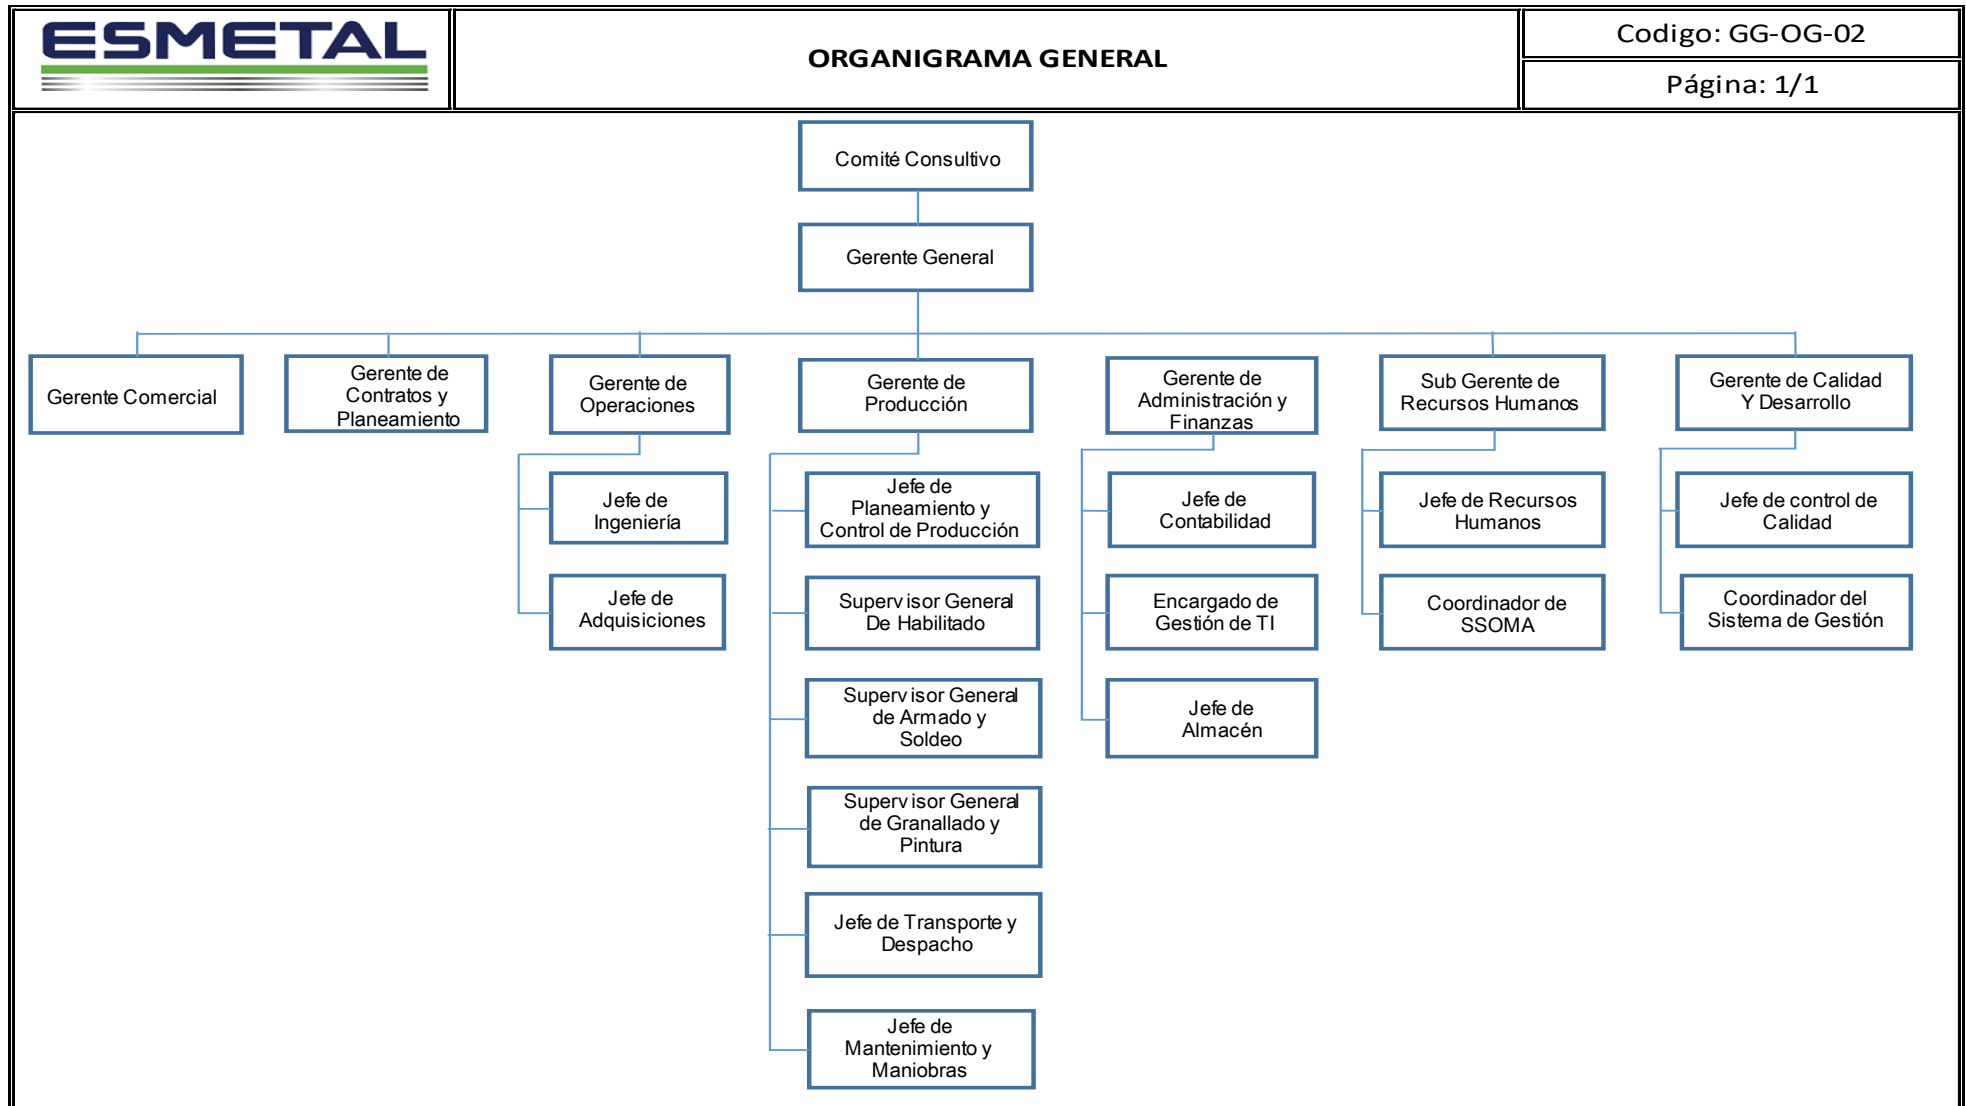 ESMETAL
ORGANIGRAMA GENERAL
Codigo: GG-OG-02
Página: 1/1
Comité Consultivo
Gerente General
Gerente Comercial
Gerente de
Contratos y
Planeamiento
Gerente de
Operaciones
Gerente de
Producción
Gerente de
Administración y
Finanzas
Sub Gerente de
Recursos Humanos
Gerente de Calidad
Y Desarrollo
Jefe de
Ingeniería
Jefe de
Adquisiciones
Jefe de
Planeamiento y
Control de Producción
Supervisor General
De Habilitado
Supervisor General
de Armado y
Soldeo
Supervisor General
de Granallado y
Pintura
Jefe de Transporte y
Despacho
Jefe de
Mantenimiento y
Maniobras
Jefe de
Contabilidad
Encargado de
Gestión de TI
Jefe de
Almacén
Jefe de Recursos
Humanos
Coordinador de
SSOMA
Jefe de control de
Calidad
Coordinador del
Sistema de Gestión